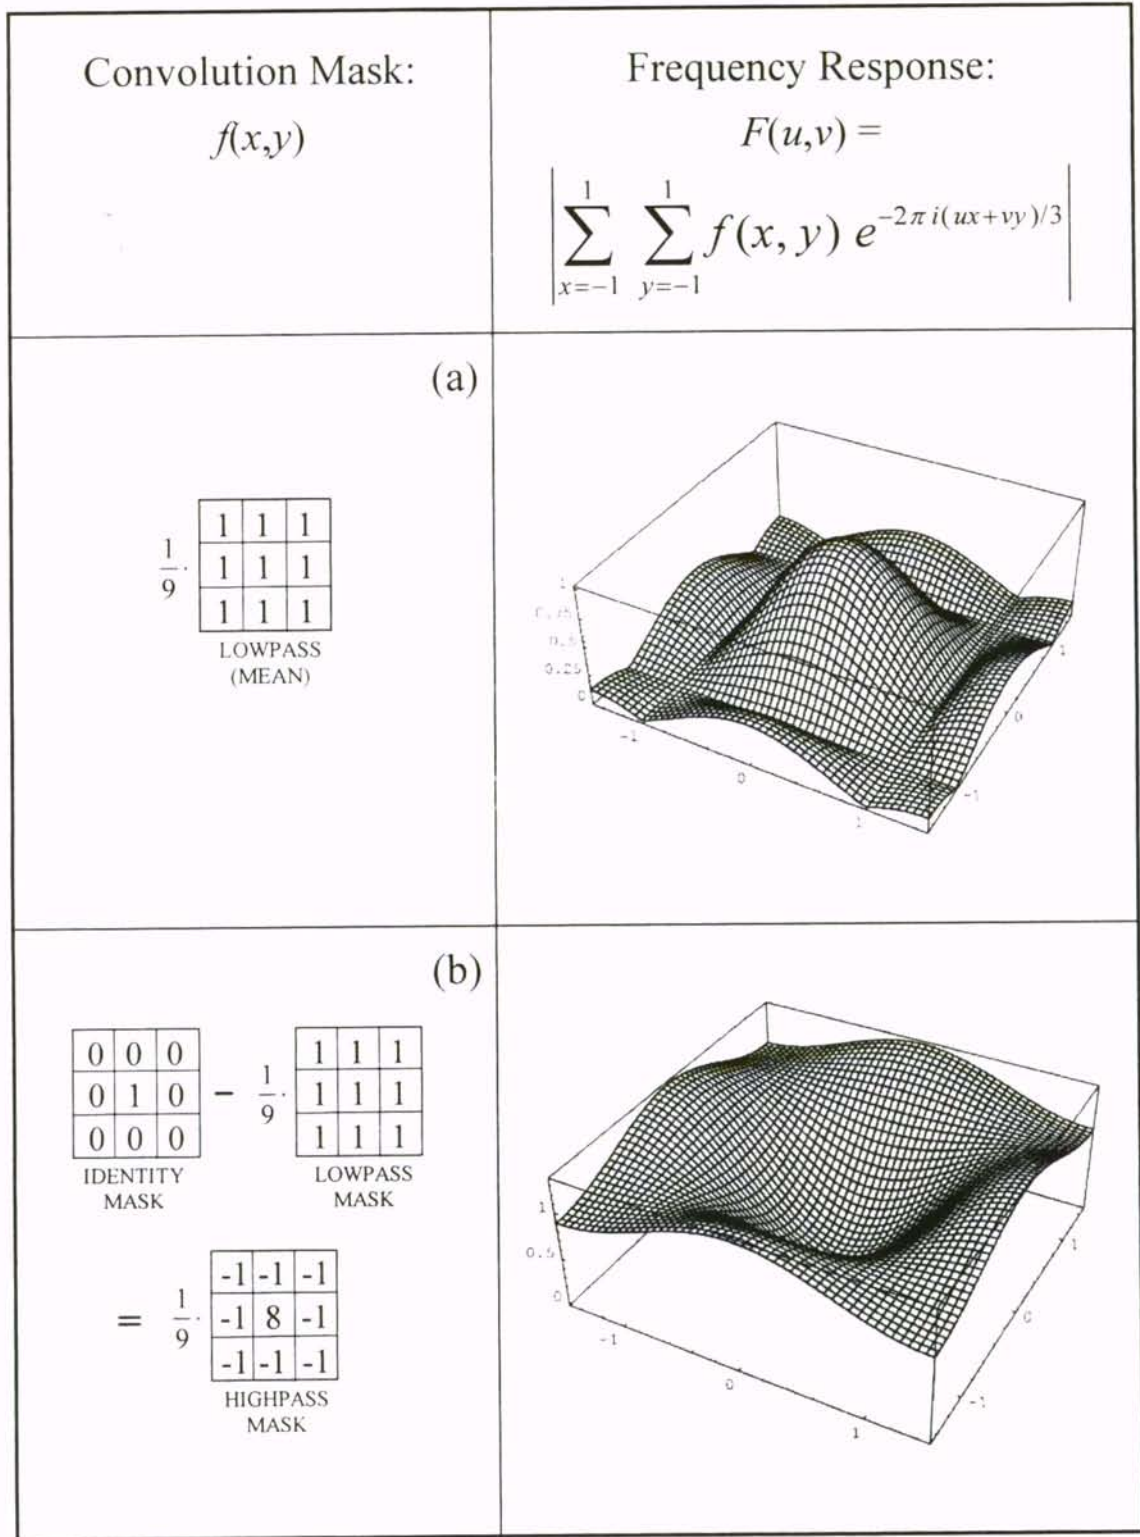 Convolution Mask:
f(x,y)
Frequency Response:
F(u,v) =
|∑_{x=-1}^{1} ∑_{y=-1}^{1} f(x, y) e^{-2π i(ux+vy)/3}|
(a)
1/9 ·
1 1 1
1 1 1
1 1 1
LOWPASS
(MEAN)
1
0.75
0.5
0.25
0
-1
0
1
-1
0
1
(b)
0 0 0
0 1 0
0 0 0
IDENTITY
MASK
− 1/9 ·
1 1 1
1 1 1
1 1 1
LOWPASS
MASK
= 1/9 ·
-1 -1 -1
-1 8 -1
-1 -1 -1
HIGHPASS
MASK
1
0.5
0
-1
0
1
-1
0
1